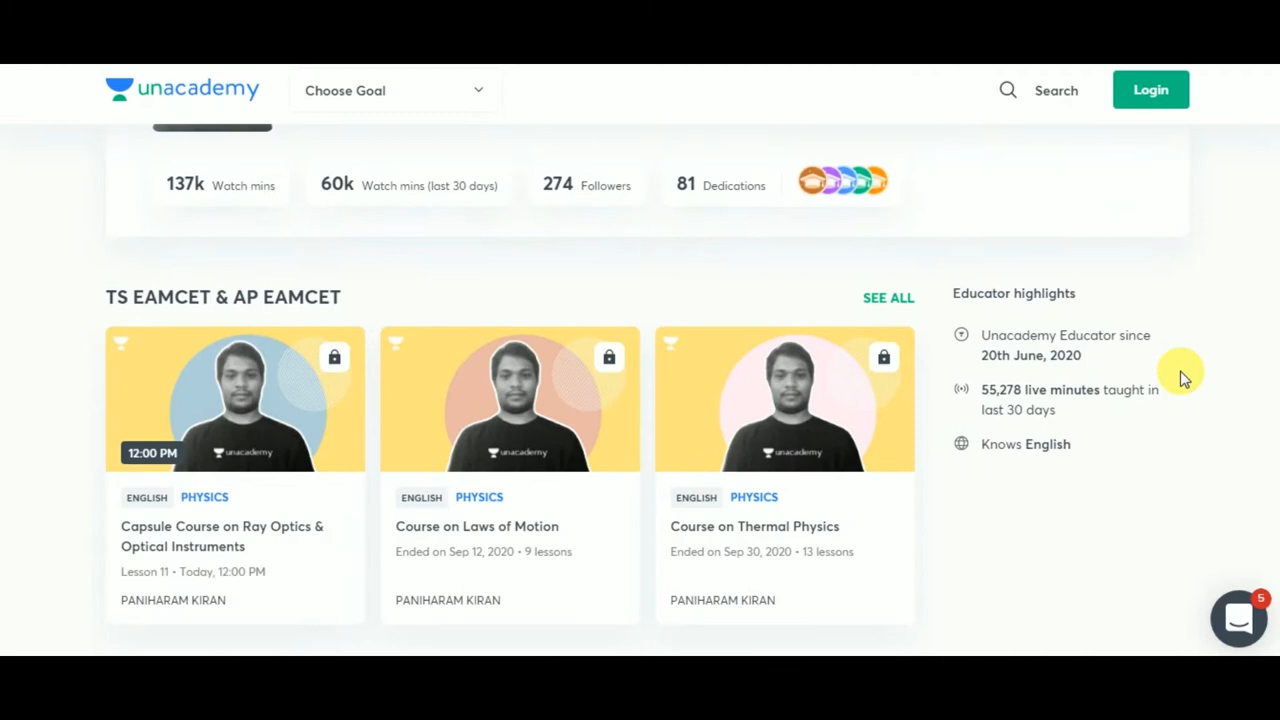 unacademy
Choose Goal
Search
Login
137k Watch mins
60k Watch mins (last 30 days)
274 Followers
81 Dedications
TS EAMCET & AP EAMCET
SEE ALL
12:00 PM
unacademy
ENGLISH PHYSICS
Capsule Course on Ray Optics &
Optical Instruments
Lesson 11 • Today, 12:00 PM
PANIHARAM KIRAN
unacademy
ENGLISH PHYSICS
Course on Laws of Motion
Ended on Sep 12, 2020 • 9 lessons
PANIHARAM KIRAN
unacademy
ENGLISH PHYSICS
Course on Thermal Physics
Ended on Sep 30, 2020 • 13 lessons
PANIHARAM KIRAN
Educator highlights
Unacademy Educator since
20th June, 2020
55,278 live minutes taught in
last 30 days
Knows English
5